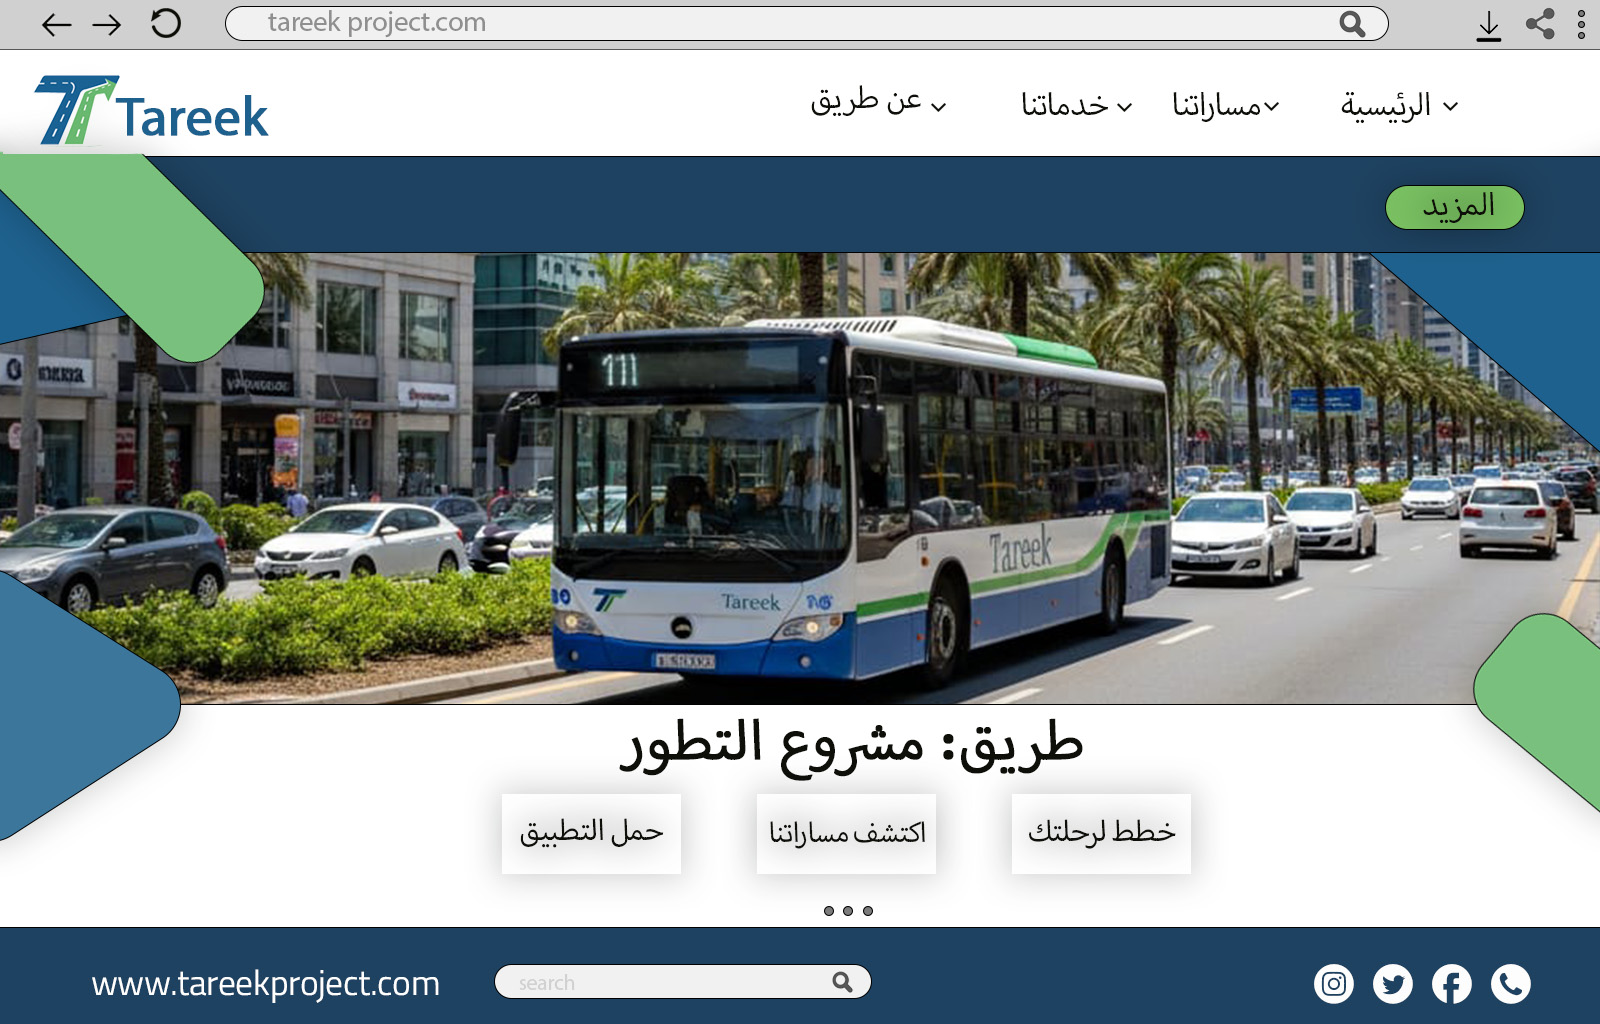 tareek project.com
Tareek
الرئيسية
مساراتنا
خدماتنا
عن طريق
المزيد
111
Tareek
Tareek
طريق: مشروع التطور
خطط لرحلتك
اكتشف مساراتنا
حمل التطبيق
www.tareekproject.com
search